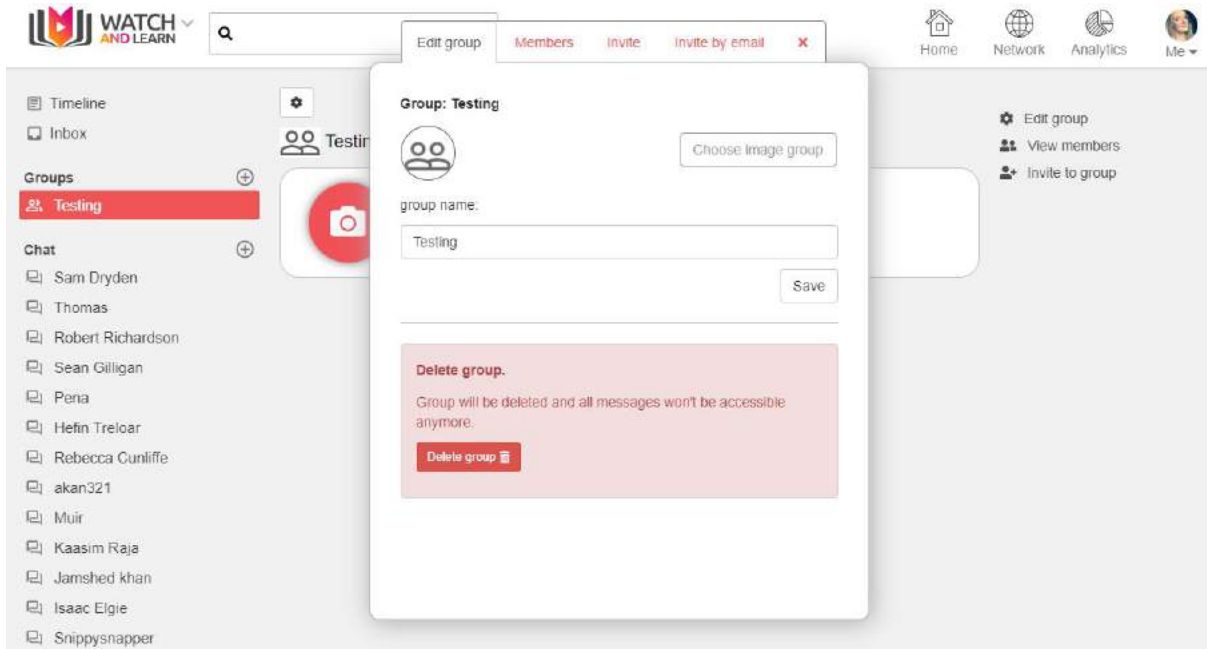 WATCH
AND LEARN
Home
Network
Analytics
Me
Edit group
Members
Invite
Invite by email
Timeline
Inbox
Groups
Testing
Chat
Sam Dryden
Thomas
Robert Richardson
Sean Gilligan
Pena
Hefin Treloar
Rebecca Cunliffe
akan321
Muir
Kaasim Raja
Jamshed khan
Isaac Elgie
Snippysnapper
Testin
Group: Testing
Choose image group
group name:
Testing
Save
Delete group.
Group will be deleted and all messages won't be accessible
anymore.
Delete group
Edit group
View members
Invite to group